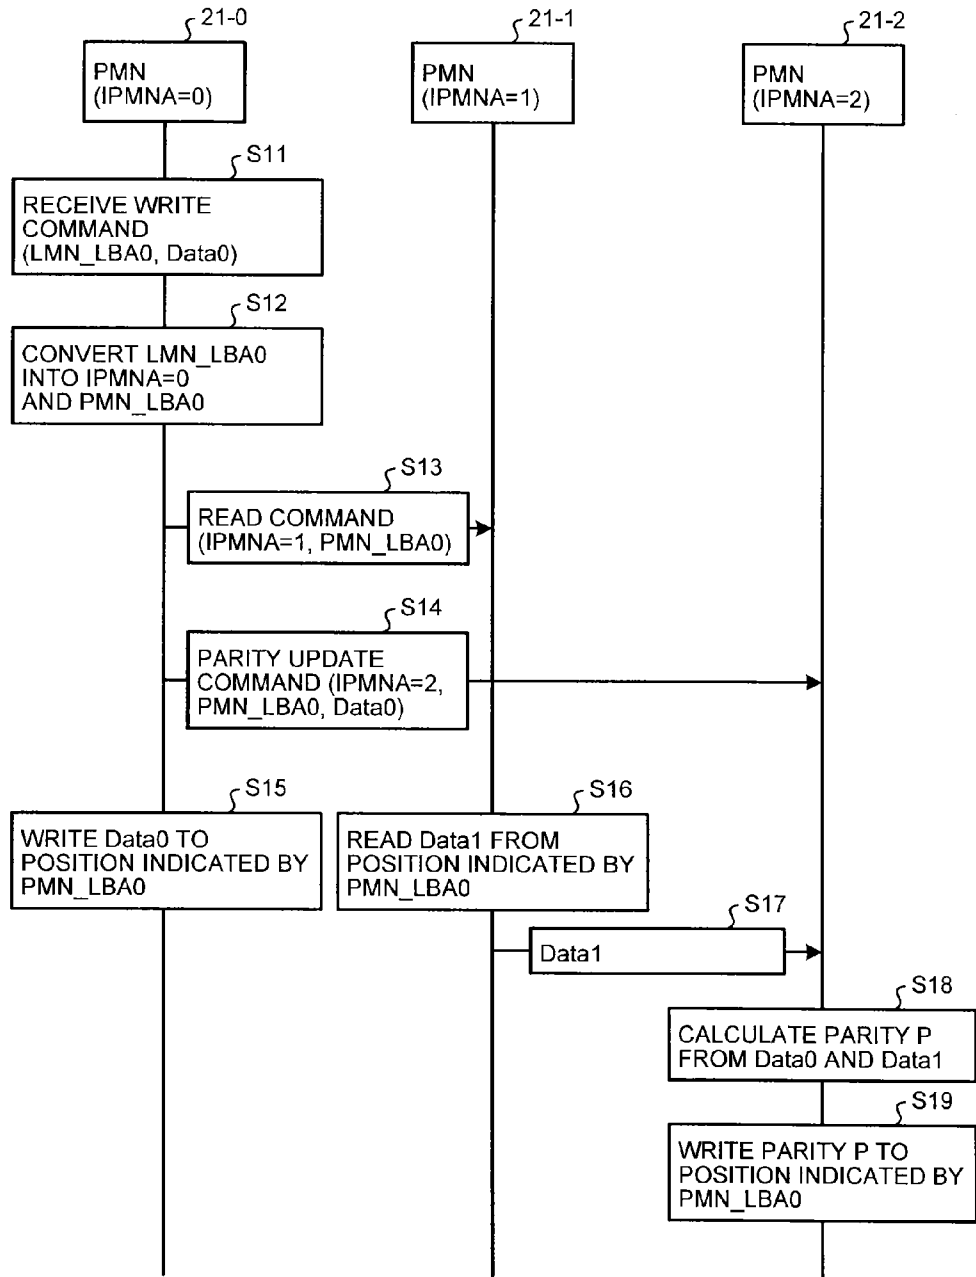 21-0
21-1
21-2
PMN
(IPMNA=0)
PMN
(IPMNA=1)
PMN
(IPMNA=2)
S11
RECEIVE WRITE
COMMAND
(LMN_LBA0, Data0)
S12
CONVERT LMN_LBA0
INTO IPMNA=0
AND PMN_LBA0
S13
READ COMMAND
(IPMNA=1, PMN_LBA0)
S14
PARITY UPDATE
COMMAND (IPMNA=2,
PMN_LBA0, Data0)
S15
WRITE Data0 TO
POSITION INDICATED BY
PMN_LBA0
S16
READ Data1 FROM
POSITION INDICATED BY
PMN_LBA0
S17
Data1
S18
CALCULATE PARITY P
FROM Data0 AND Data1
S19
WRITE PARITY P TO
POSITION INDICATED BY
PMN_LBA0